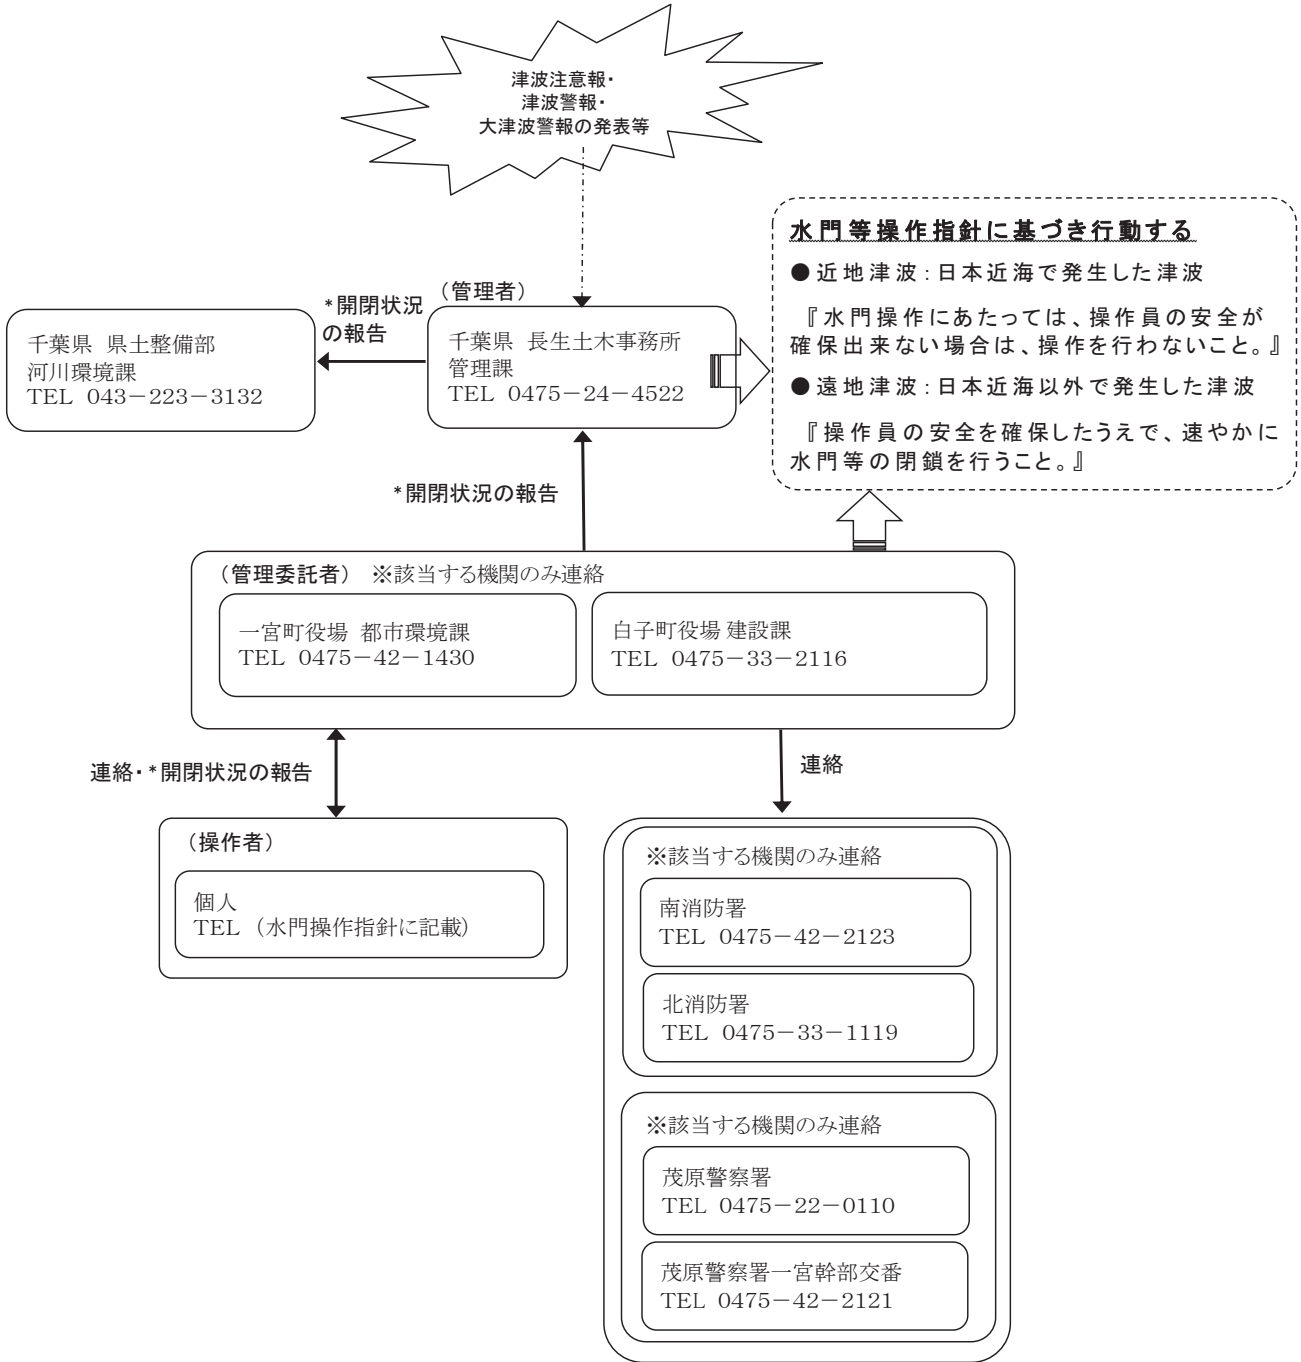 津波注意報・
津波警報・
大津波警報の発表等
水門等操作指針に基づき行動する
●近地津波：日本近海で発生した津波
『水門操作にあたっては、操作員の安全が
確保出来ない場合は、操作を行わないこと。』
●遠地津波：日本近海以外で発生した津波
『操作員の安全を確保したうえで、速やかに
水門等の閉鎖を行うこと。』
（管理者）
千葉県 長生土木事務所
管理課
TEL 0475－24－4522
*開閉状況
の報告
千葉県 県土整備部
河川環境課
TEL 043－223－3132
*開閉状況の報告
（管理委託者） ※該当する機関のみ連絡
一宮町役場 都市環境課
TEL 0475－42－1430
白子町役場 建設課
TEL 0475－33－2116
連絡・*開閉状況の報告
連絡
（操作者）
個人
TEL （水門操作指針に記載）
※該当する機関のみ連絡
南消防署
TEL 0475－42－2123
北消防署
TEL 0475－33－1119
※該当する機関のみ連絡
茂原警察署
TEL 0475－22－0110
茂原警察署一宮幹部交番
TEL 0475－42－2121